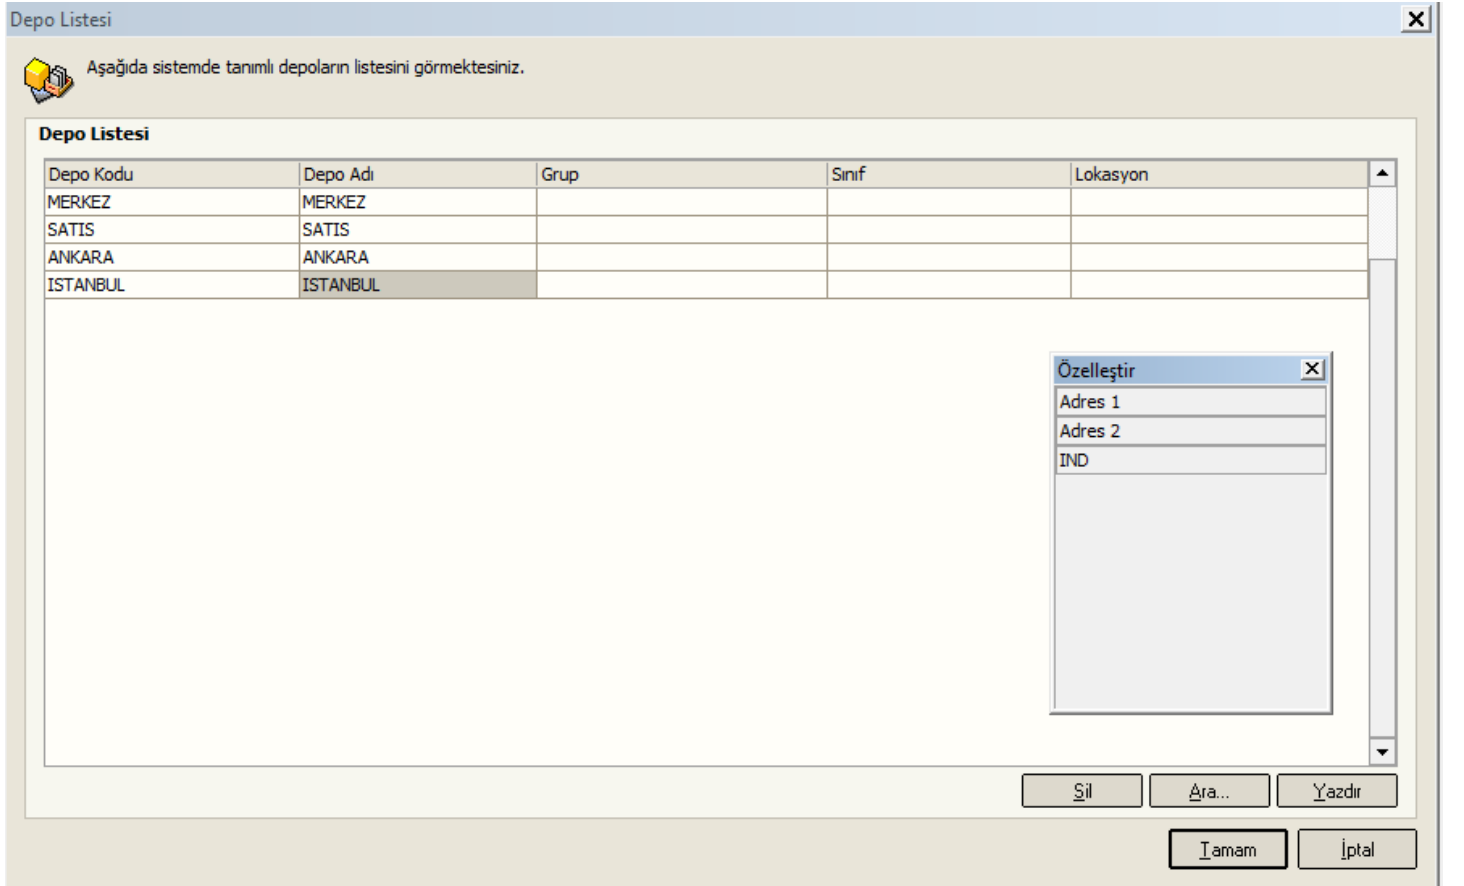 Depo Listesi
Aşağıda sistemde tanımlı depoların listesini görmektesiniz.
Depo Listesi
Depo Kodu Depo Adı Grup Sınıf Lokasyon
MERKEZ MERKEZ
SATIS SATIS
ANKARA ANKARA
ISTANBUL ISTANBUL
Özelleştir
Adres 1
Adres 2
IND
Sil Ara... Yazdır
Tamam İptal